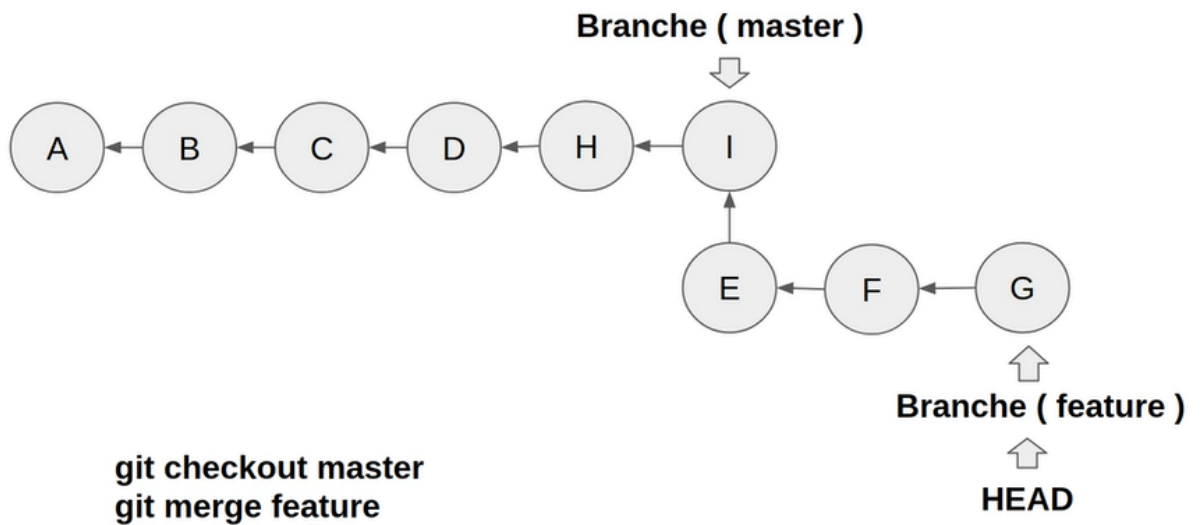 Branche ( master )
A B C D H I
E F G
Branche ( feature )
HEAD
git checkout master
git merge feature